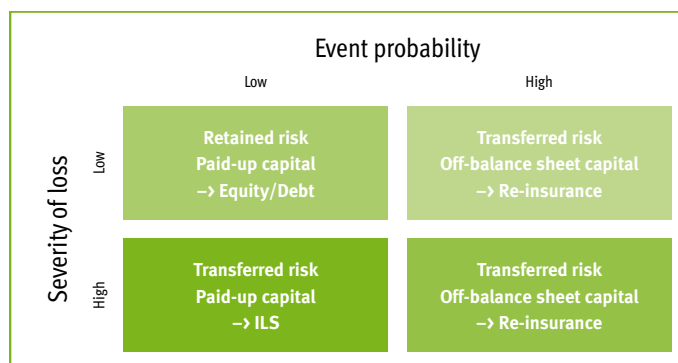 Event probability
Low
High
Severity of loss
Low
Retained risk
Paid-up capital
–> Equity/Debt
Transferred risk
Off-balance sheet capital
–> Re-insurance
High
Transferred risk
Paid-up capital
–> ILS
Transferred risk
Off-balance sheet capital
–> Re-insurance